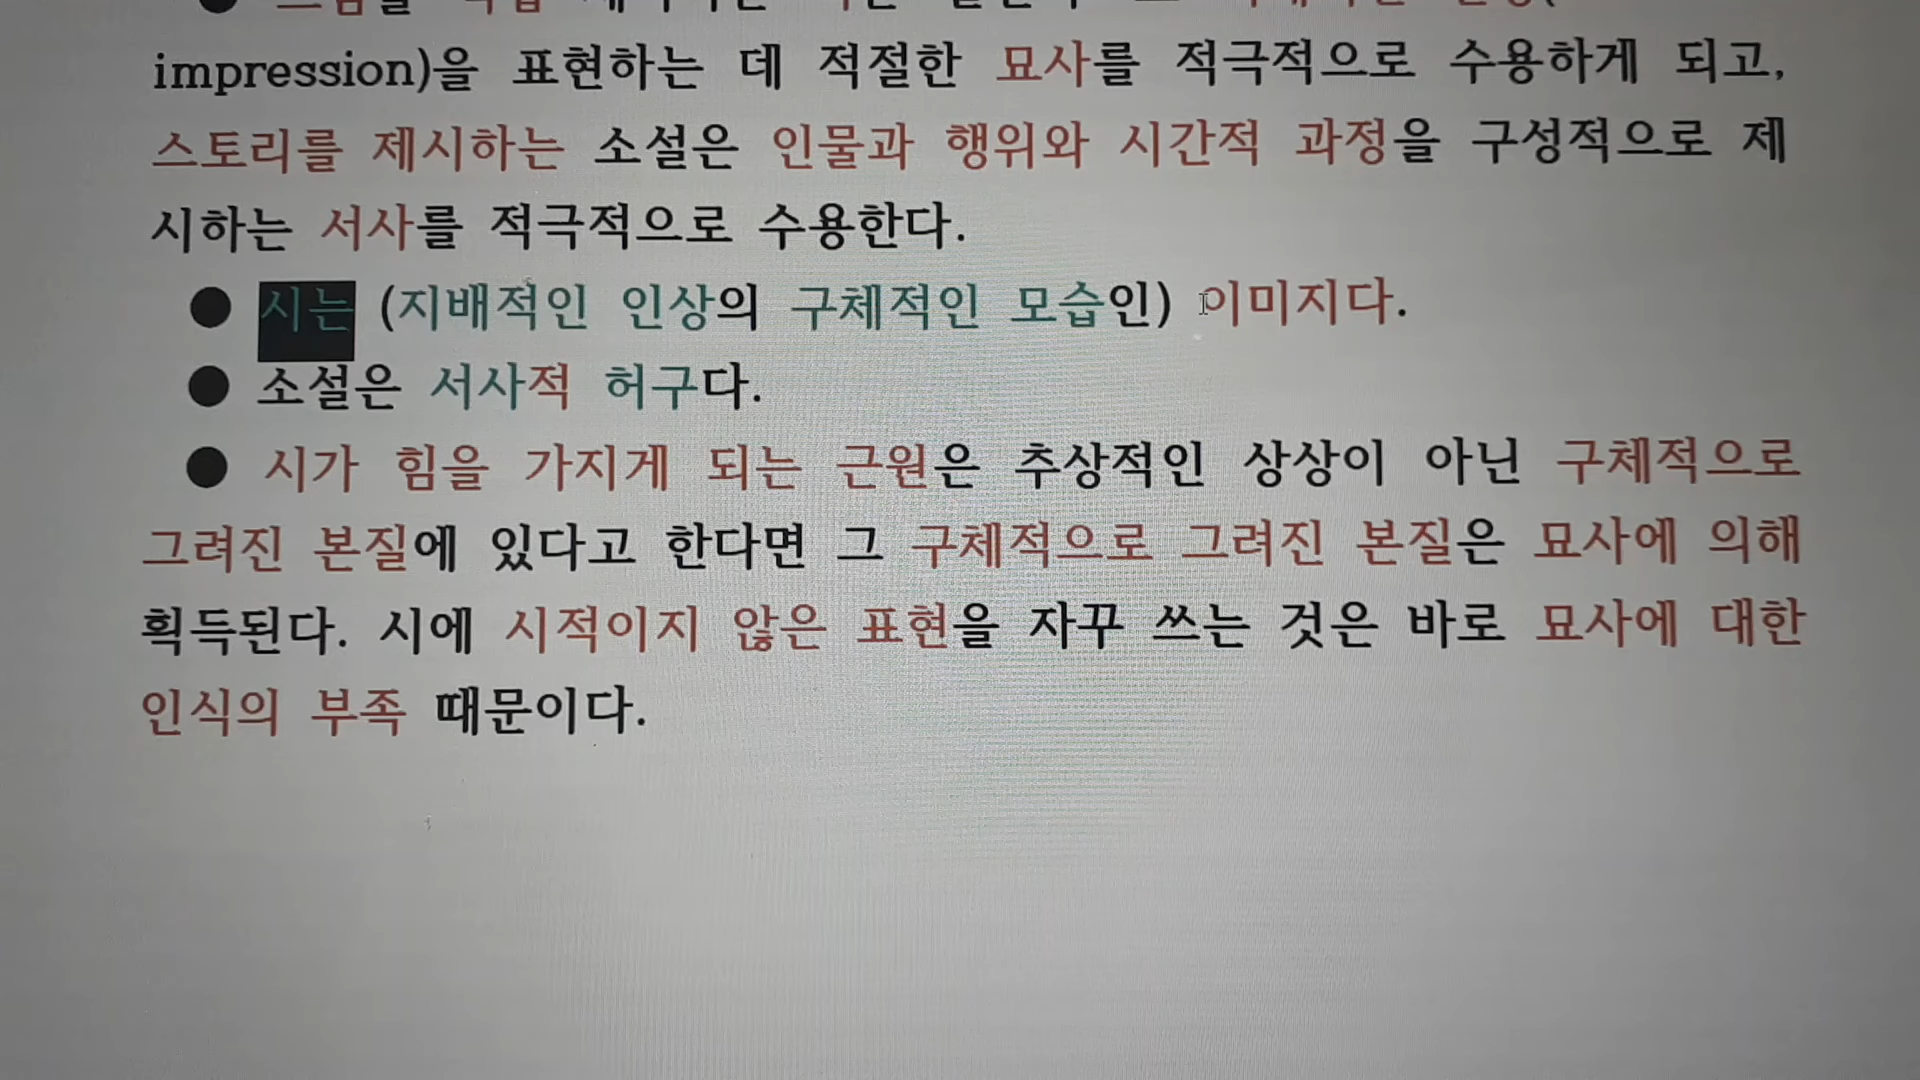 impression)을 표현하는 데 적절한 묘사를 적극적으로 수용하게 되고,
스토리를 제시하는 소설은 인물과 행위와 시간적 과정을 구성적으로 제
시하는 서사를 적극적으로 수용한다.
● 시는 (지배적인 인상의 구체적인 모습인) 이미지다.
● 소설은 서사적 허구다.
● 시가 힘을 가지게 되는 근원은 추상적인 상상이 아닌 구체적으로
그려진 본질에 있다고 한다면 그 구체적으로 그려진 본질은 묘사에 의해
획득된다. 시에 시적이지 않은 표현을 자꾸 쓰는 것은 바로 묘사에 대한
인식의 부족 때문이다.